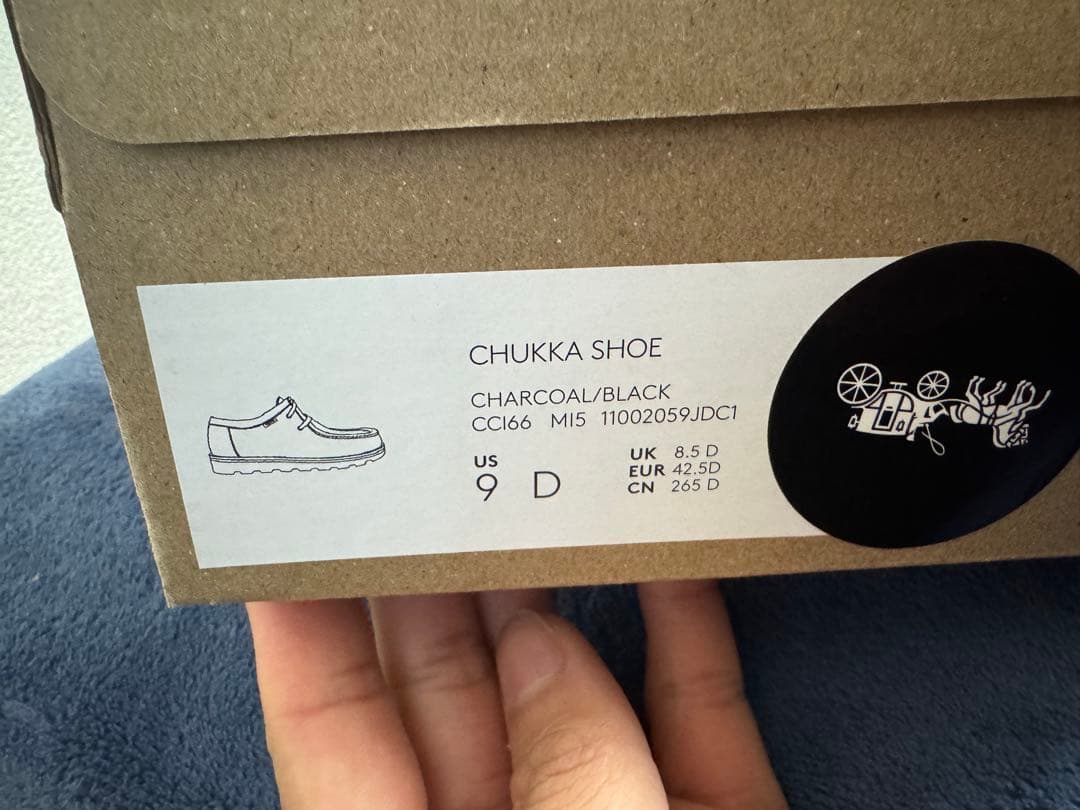 CHUKKA SHOE
CHARCOAL/BLACK
CCI66 MI5 11002059JDC1
US
9 D
UK 8.5 D
EUR 42.5D
CN 265 D